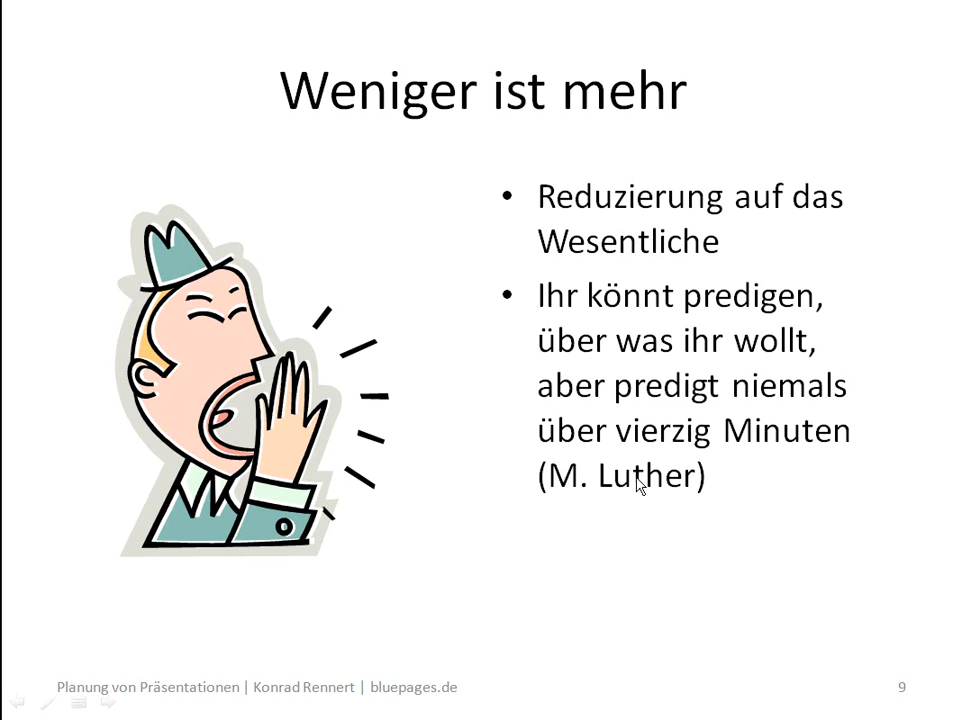 Weniger ist mehr
• Reduzierung auf das
Wesentliche
• Ihr könnt predigen,
über was ihr wollt,
aber predigt niemals
über vierzig Minuten
(M. Luther)
Planung von Präsentationen | Konrad Rennert | bluepages.de
9